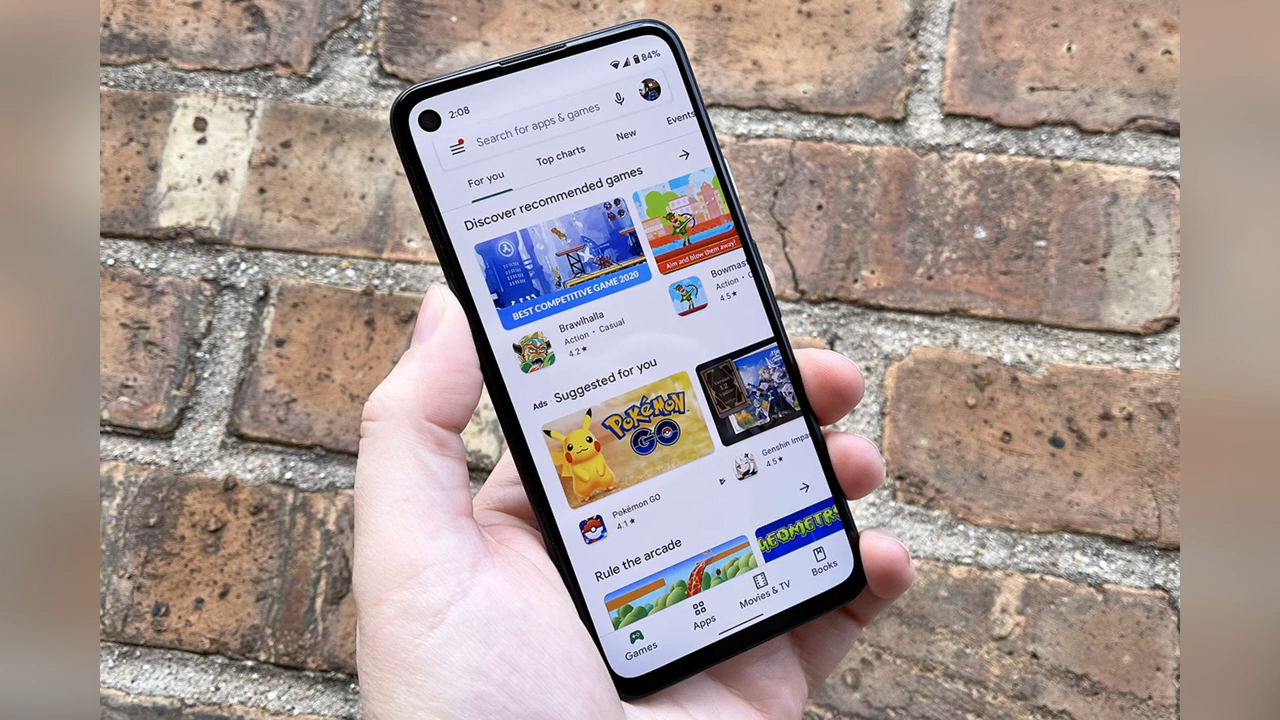 2:08
84%
Search for apps & games
For you
Top charts
New
Events
Discover recommended games
BEST COMPETITIVE GAME 2020
Aim and blow them away!
Brawlhalla
Action • Casual
4.2★
Bowmas
Action • C
4.5★
Ads Suggested for you
POKÉMON
GO
Pokémon GO
4.1★
Genshin Impa
4.5★
Rule the arcade
GEOMETR
Games
Apps
Movies & TV
Books